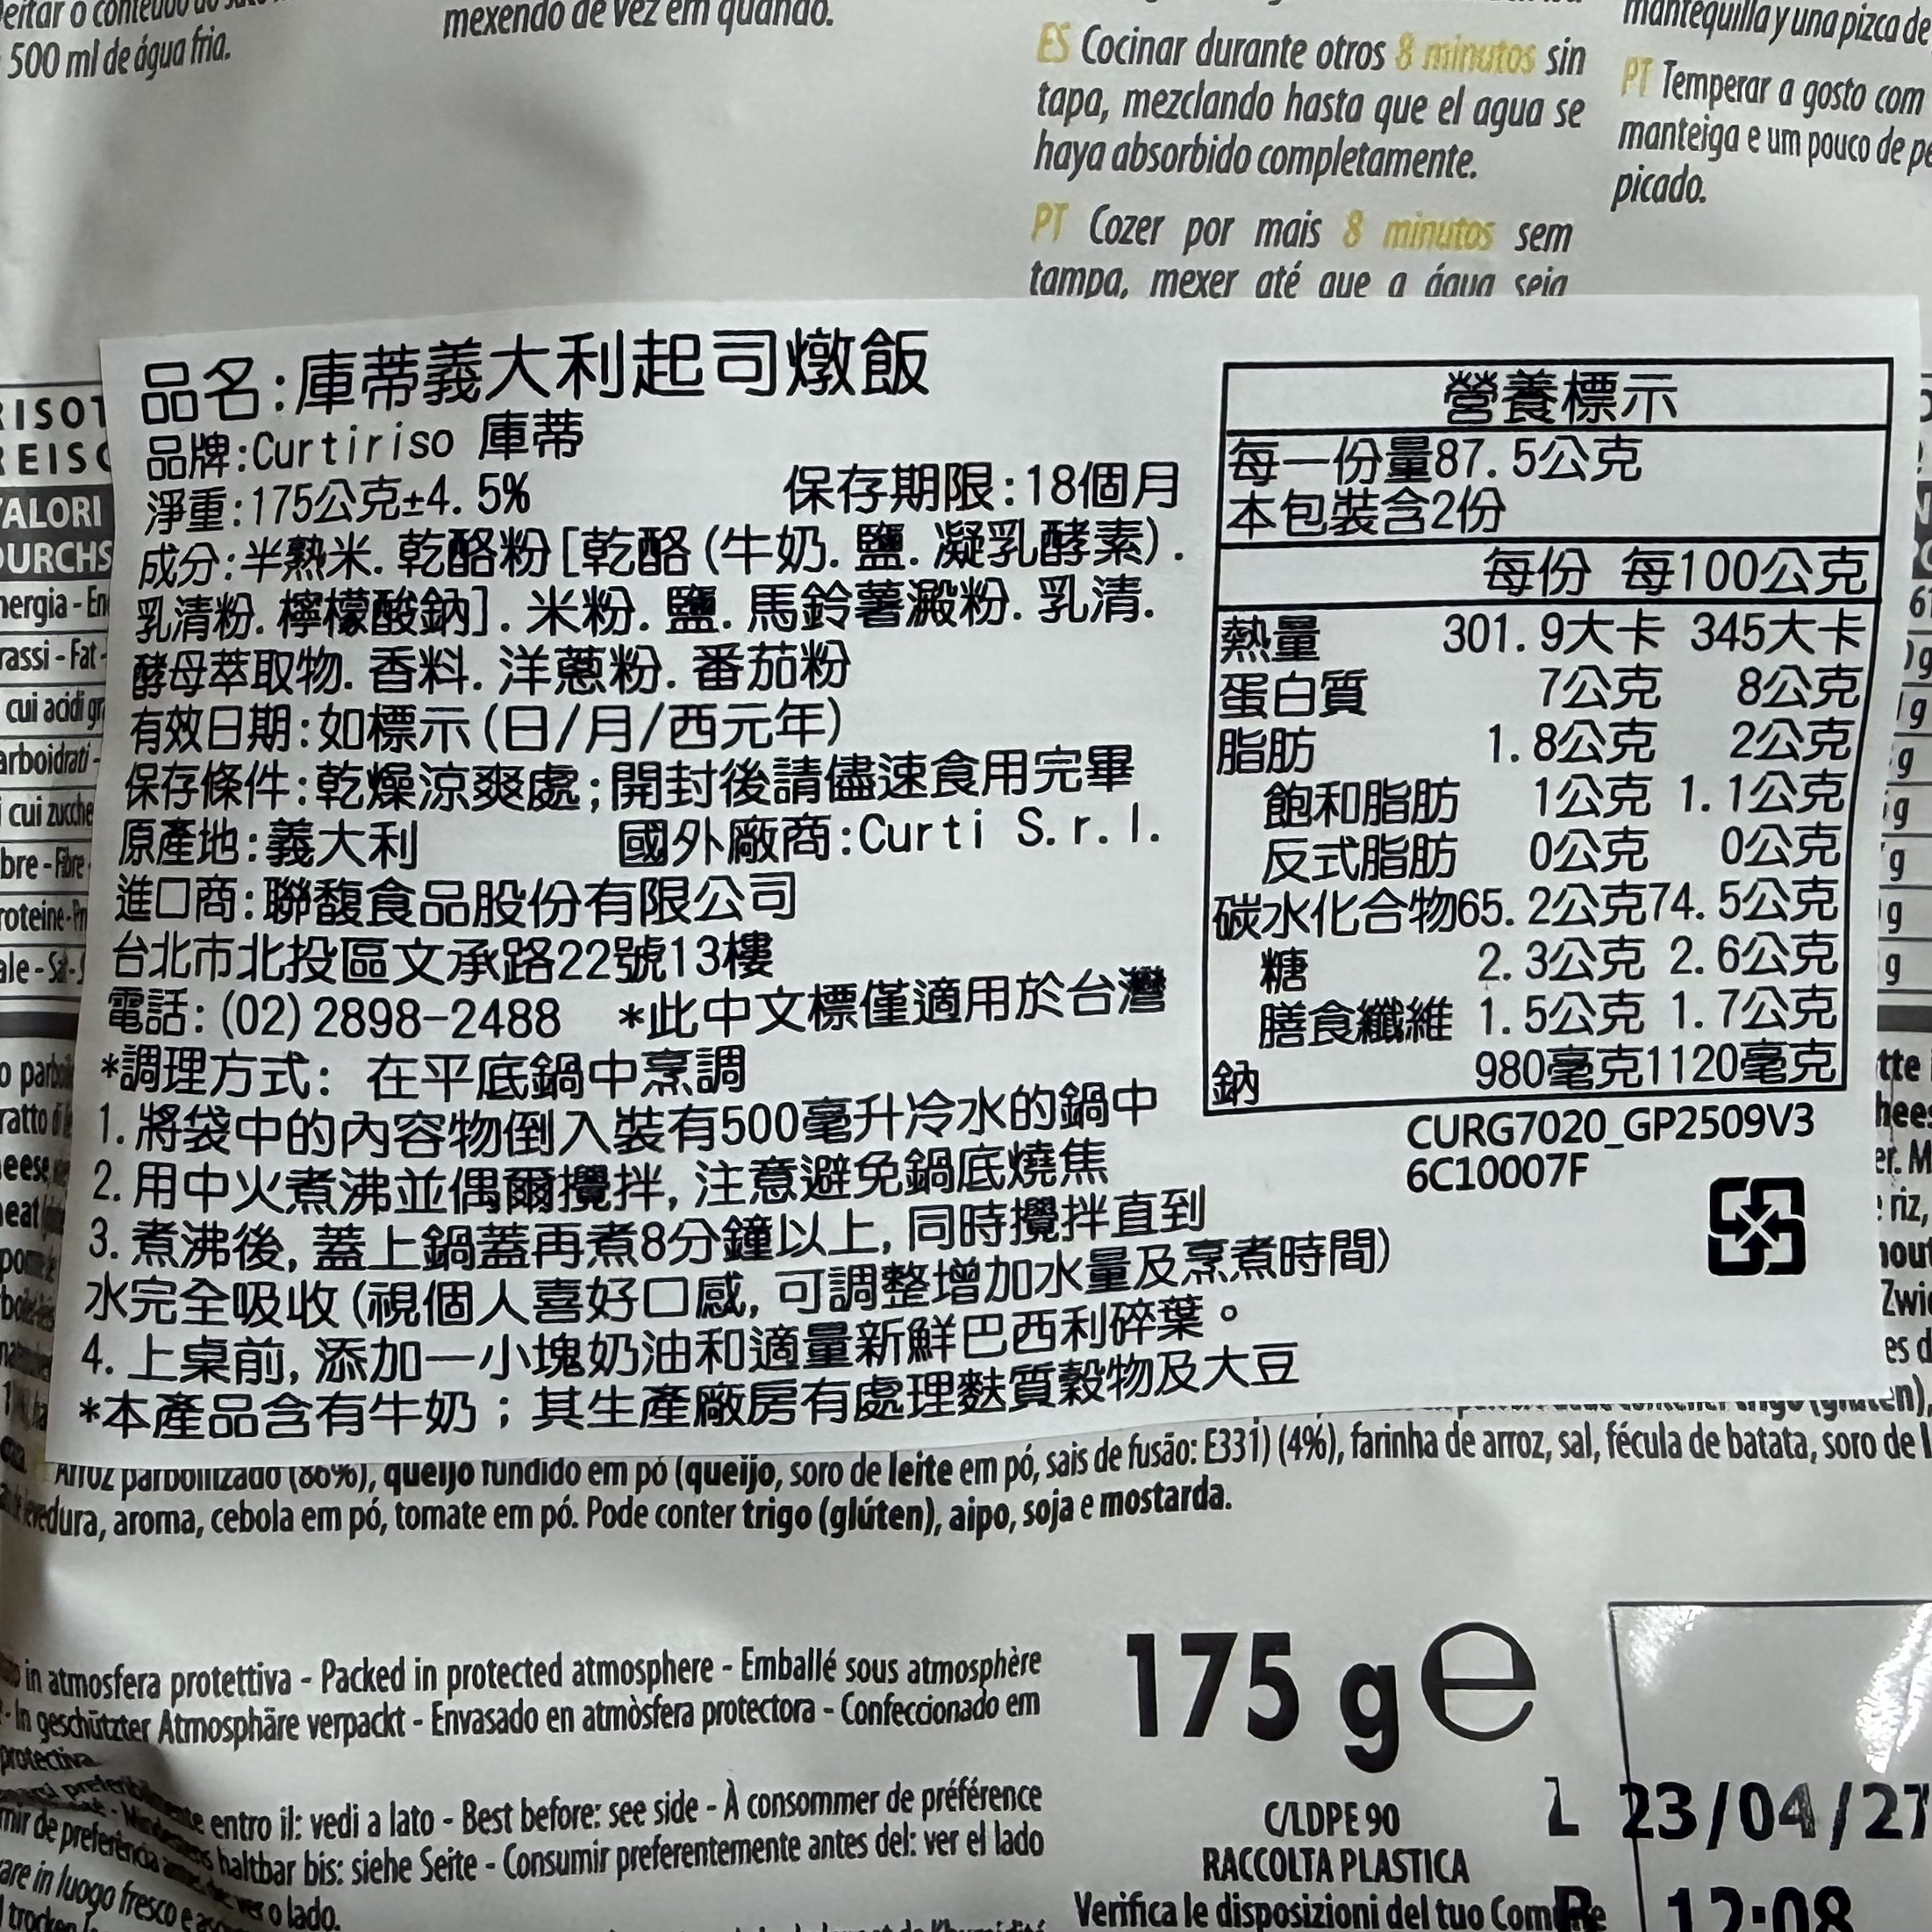 500 ml de água fria.
mexendo de vez em quando.
ES Cocinar durante otros 8 minutos sin
tapa, mezclando hasta que el agua se
haya absorbido completamente.
PT Cozer por mais 8 minutos sem
tampa, mexer até que a água seja
mantequilla y una pizca de
PT Temperar a gosto com
manteiga e um pouco de
picado.
品名:庫蒂義大利起司燉飯
品牌:Curtiriso 庫蒂
淨重:175公克±4.5% 保存期限:18個月
成分:半熟米.乾酪粉[乾酪(牛奶.鹽.凝乳酵素).
乳清粉.檸檬酸鈉].米粉.鹽.馬鈴薯澱粉.乳清.
酵母萃取物.香料.洋蔥粉.番茄粉
有效日期:如標示(日/月/西元年)
保存條件:乾燥涼爽處;開封後請儘速食用完畢
原產地:義大利 國外廠商:Curti S.r.l.
進口商:聯馥食品股份有限公司
台北市北投區文承路22號13樓
電話:(02)2898-2488 *此中文標僅適用於台灣
*調理方式: 在平底鍋中烹調
1.將袋中的內容物倒入裝有500毫升冷水的鍋中
2.用中火煮沸並偶爾攪拌,注意避免鍋底燒焦
3.煮沸後,蓋上鍋蓋再煮8分鐘以上,同時攪拌直到
水完全吸收(視個人喜好口感,可調整增加水量及烹煮時間)
4.上桌前,添加一小塊奶油和適量新鮮巴西利碎葉。
*本產品含有牛奶;其生產廠房有處理麩質穀物及大豆
營養標示
每一份量87.5公克
本包裝含2份
每份 每100公克
熱量 301.9大卡 345大卡
蛋白質 7公克 8公克
脂肪 1.8公克 2公克
飽和脂肪 1公克 1.1公克
反式脂肪 0公克 0公克
碳水化合物65.2公克74.5公克
糖 2.3公克 2.6公克
膳食纖維 1.5公克 1.7公克
鈉 980毫克1120毫克
CURG7020_GP2509V3
6C10007F
Arroz parboilizado (86%), queijo fundido em pó (queijo, soro de leite em pó, sais de fusão: E331) (4%), farinha de arroz, sal, fécula de batata, soro de
levedura, aroma, cebola em pó, tomate em pó. Pode conter trigo (glúten), aipo, soja e mostarda.
in atmosfera protettiva - Packed in protected atmosphere - Emballé sous atmosphère
- In geschützter Atmosphäre verpackt - Envasado en atmòsfera protectora - Confeccionado em
protectiva.
entro il: vedi a lato - Best before: see side - À consommer de préférence
haltbar bis: siehe Seite - Consumir preferentemente antes del: ver el lado
o lado.
175 g e
C/LDPE 90
RACCOLTA PLASTICA
Verifica le disposizioni del tuo Comune
L 23/04/27
B 12:08